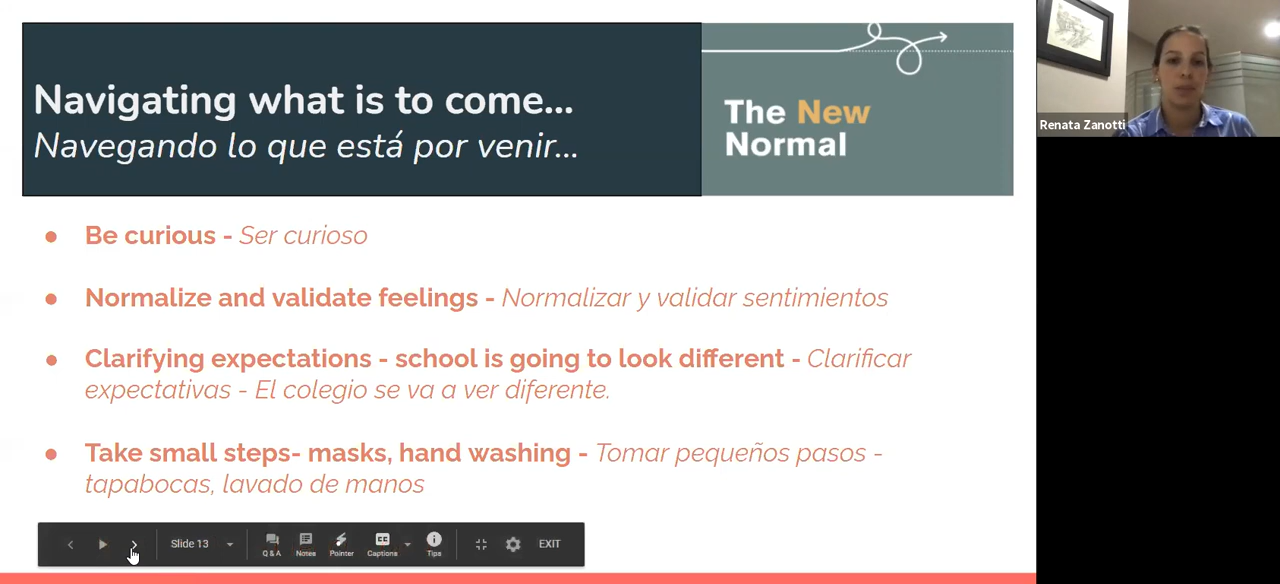 Navigating what is to come...
Navegando lo que está por venir...
The New
Normal
Renata Zanotti
● Be curious - Ser curioso
● Normalize and validate feelings - Normalizar y validar sentimientos
● Clarifying expectations - school is going to look different - Clarificar
expectativas - El colegio se va a ver diferente.
● Take small steps- masks, hand washing - Tomar pequeños pasos -
tapabocas, lavado de manos
Slide 13
Q & A
Notes
Pointer
CC
Captions
Tips
EXIT